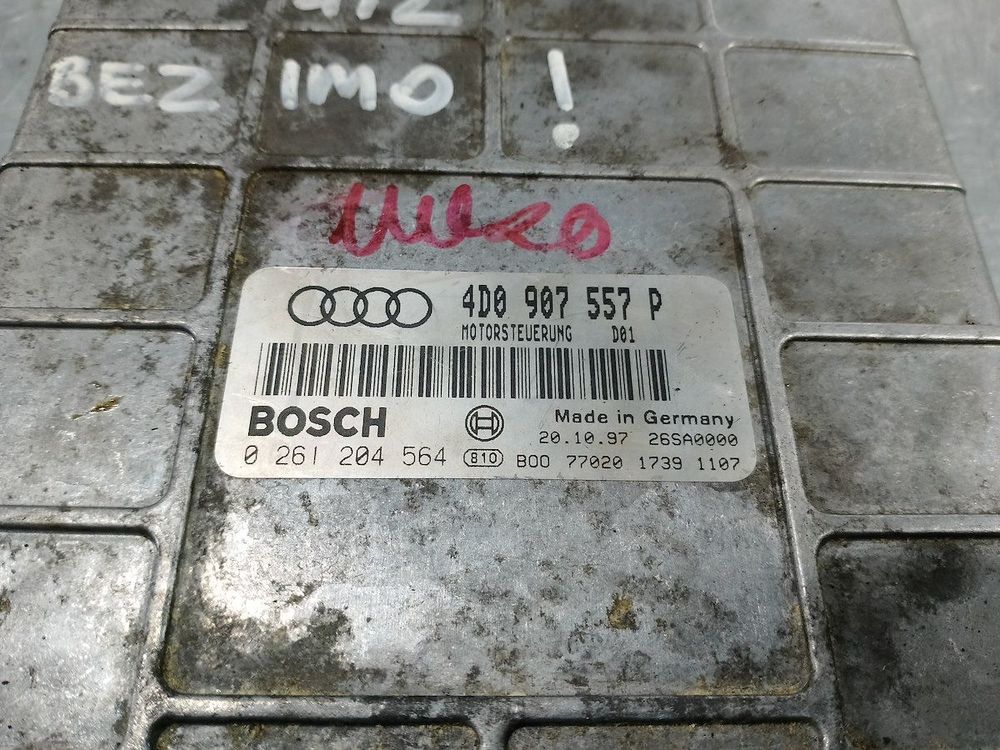 BEZ IMO !
4D0 907 557 P
MOTORSTEUERUNG D01
BOSCH
Made in Germany
20.10.97 26SA0000
0 261 204 564 B10 B00 77020 1739 1107